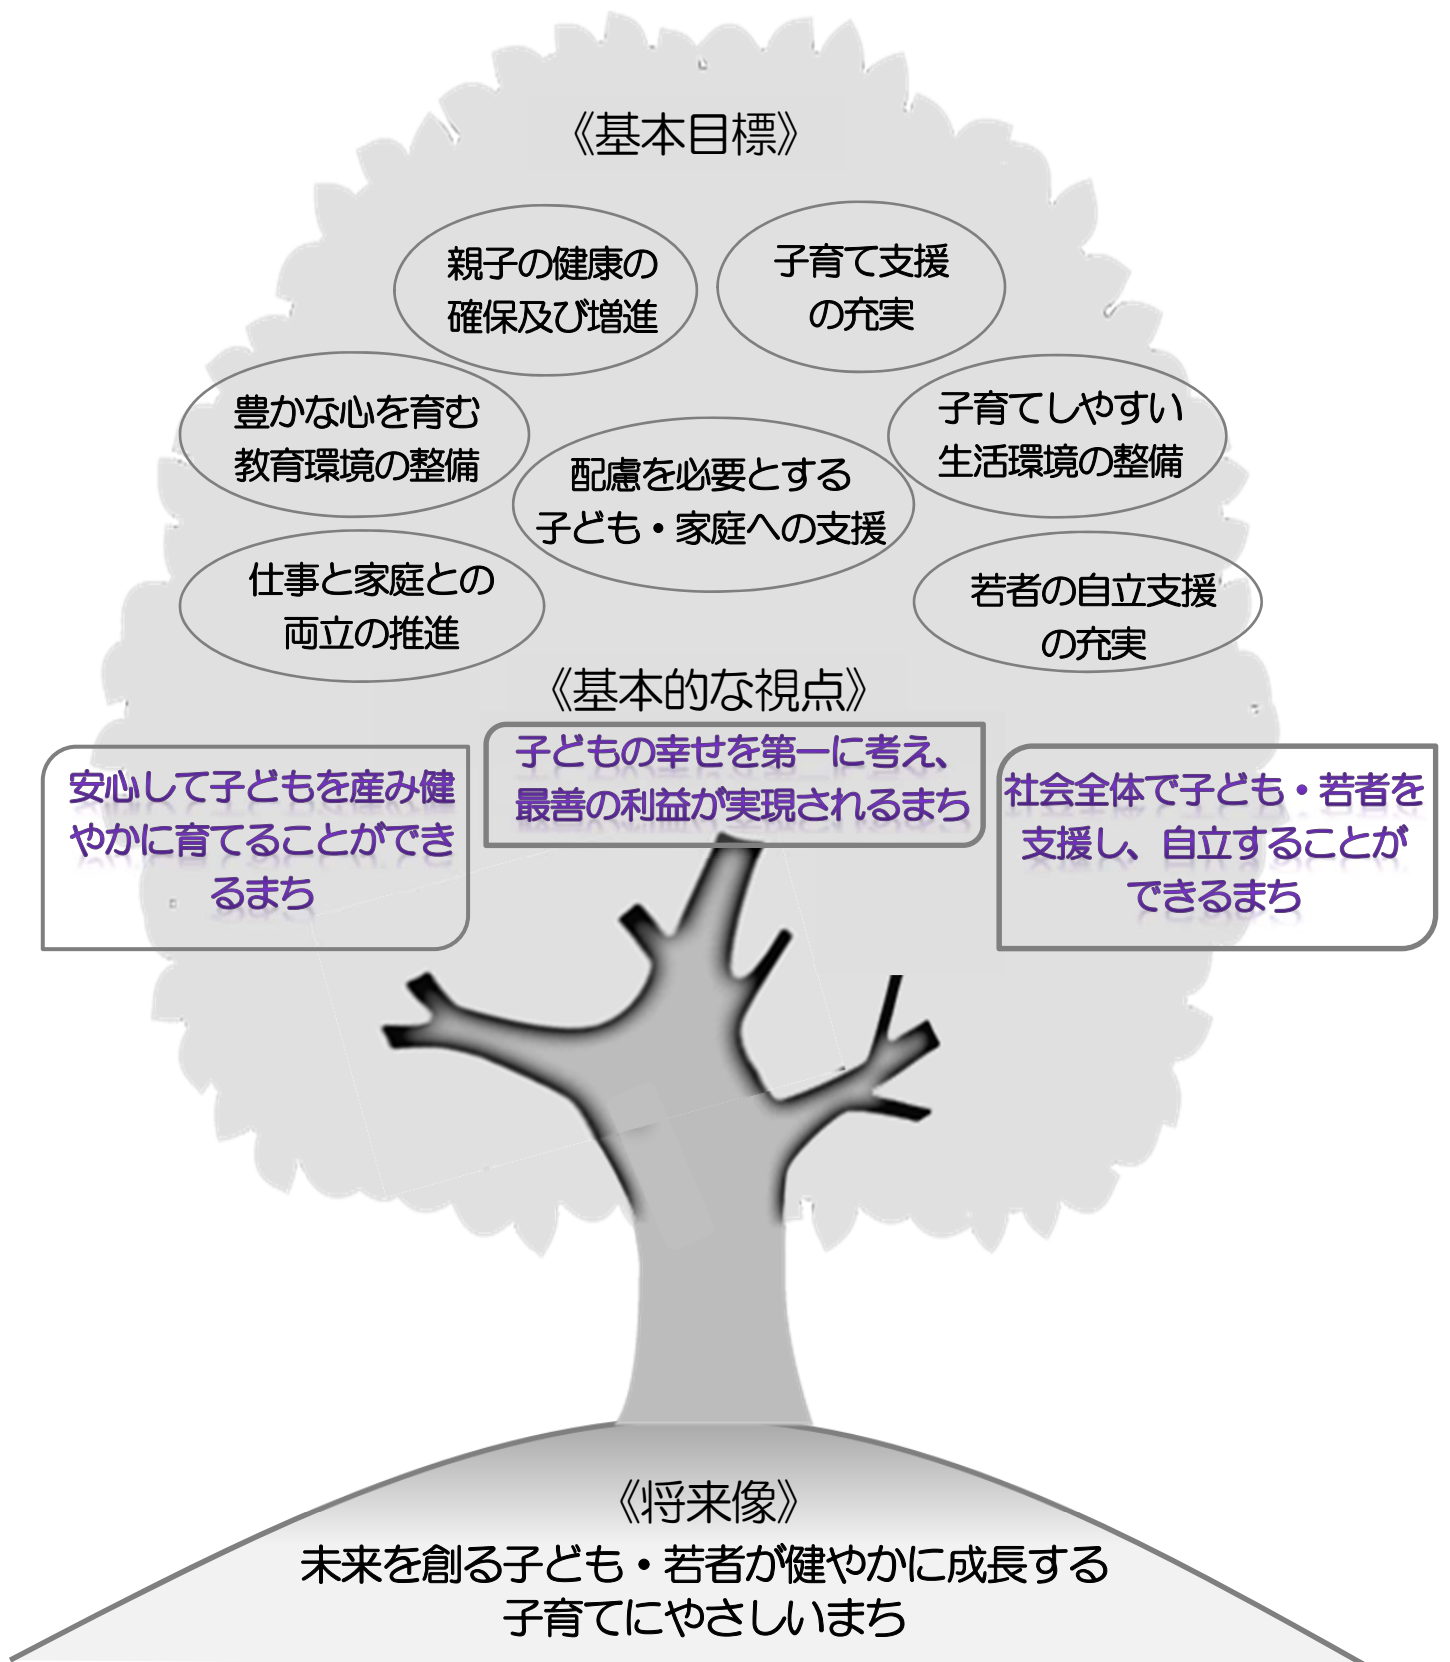 《基本目標》
親子の健康の
確保及び増進
子育て支援
の充実
豊かな心を育む
教育環境の整備
配慮を必要とする
子ども・家庭への支援
子育てしやすい
生活環境の整備
仕事と家庭との
両立の推進
若者の自立支援
の充実
《基本的な視点》
安心して子どもを産み健
やかに育てることができ
るまち
子どもの幸せを第一に考え、
最善の利益が実現されるまち
社会全体で子ども・若者を
支援し、自立することが
できるまち
《将来像》
未来を創る子ども・若者が健やかに成長する
子育てにやさしいまち